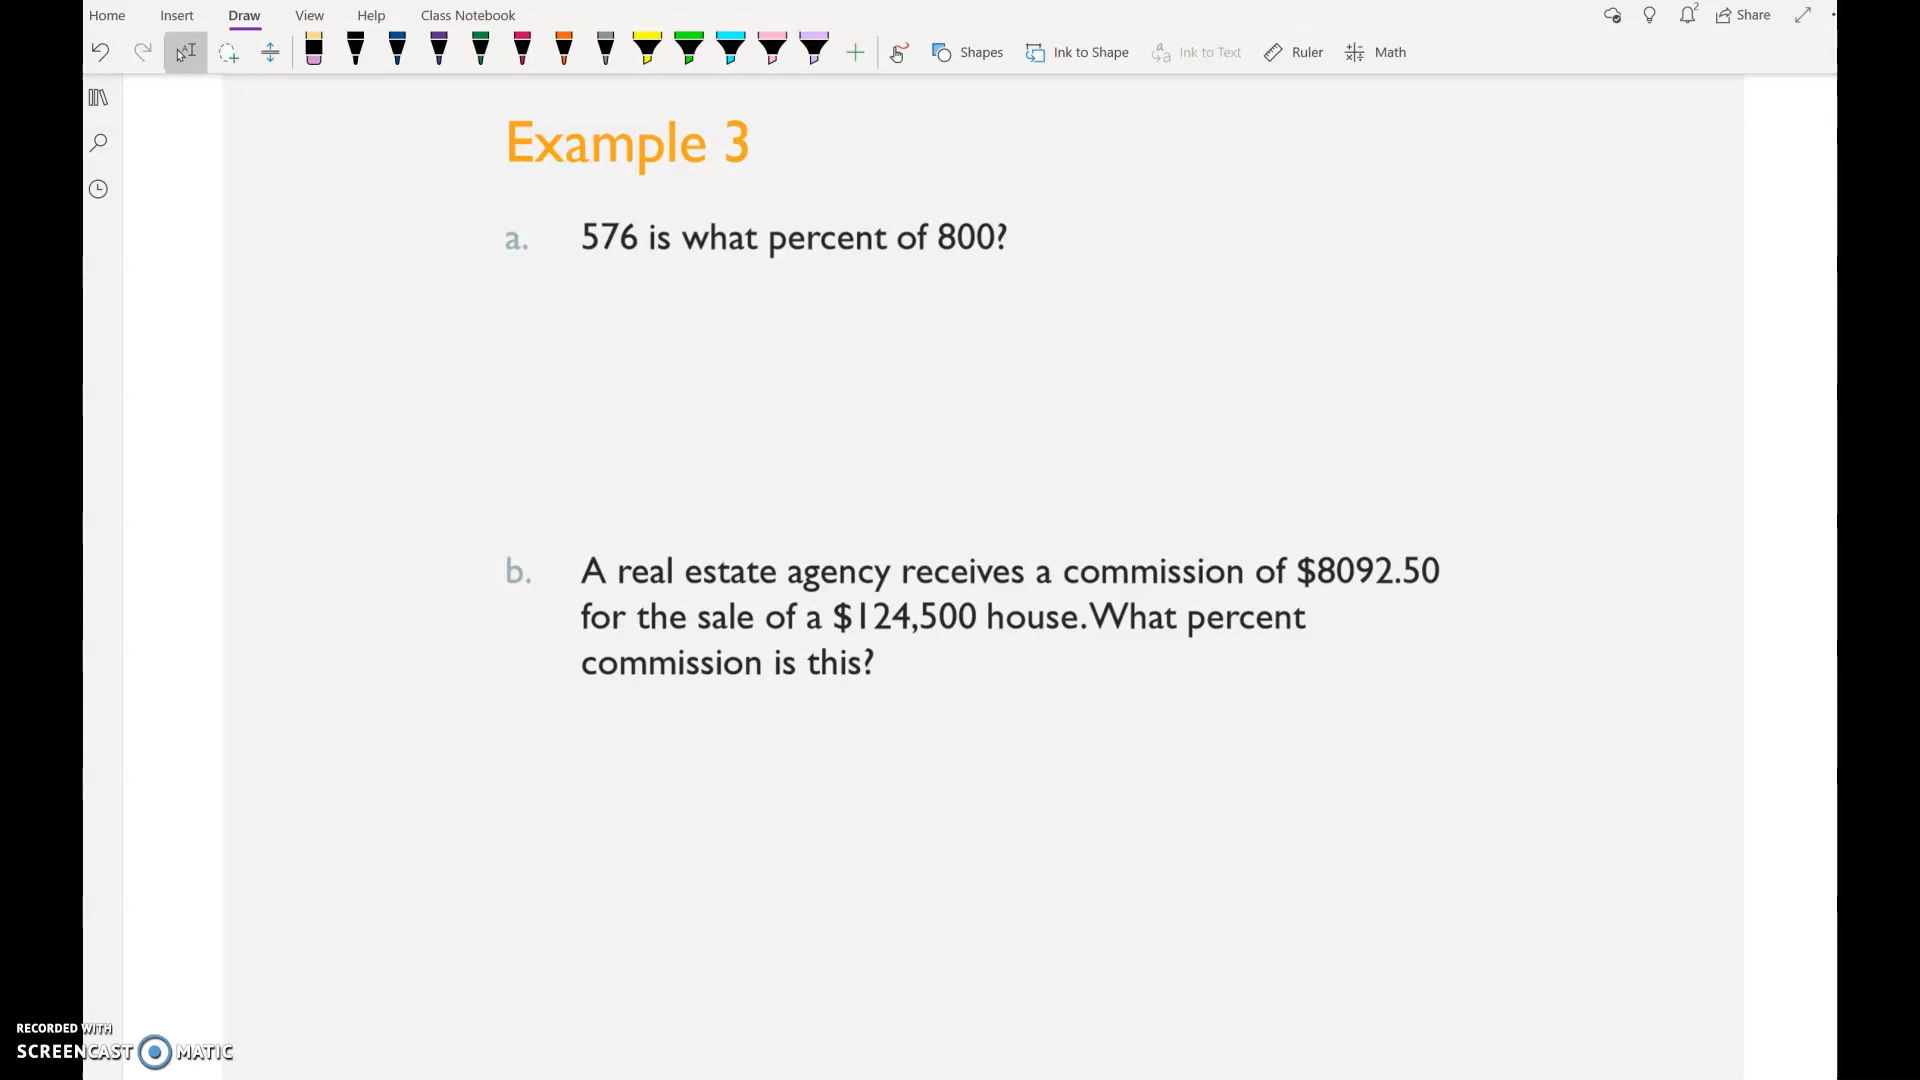 Home Insert Draw View Help Class Notebook 2 Share
Shapes Ink to Shape Ink to Text Ruler Math
Example 3
a. 576 is what percent of 800?
b. A real estate agency receives a commission of $8092.50
for the sale of a $124,500 house. What percent
commission is this?
RECORDED WITH
SCREENCAST MATIC